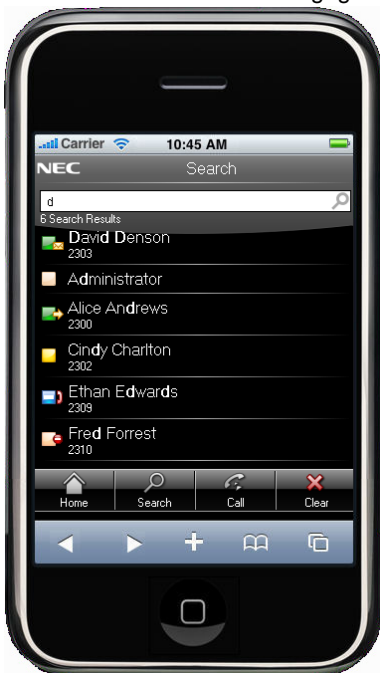 Carrier 10:45 AM
NEC Search
d
6 Search Results
David Denson
2303
Administrator
Alice Andrews
2300
Cindy Charlton
2302
Ethan Edwards
2309
Fred Forrest
2310
Home Search Call Clear